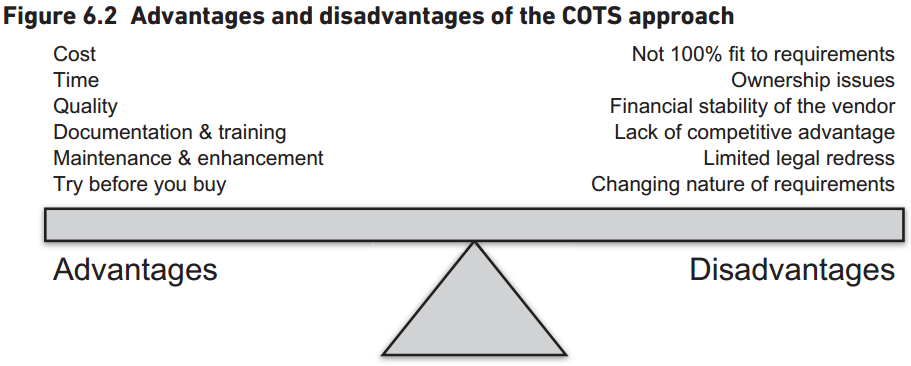 Figure 6.2 Advantages and disadvantages of the COTS approach
Cost
Time
Quality
Documentation & training
Maintenance & enhancement
Try before you buy
Not 100% fit to requirements
Ownership issues
Financial stability of the vendor
Lack of competitive advantage
Limited legal redress
Changing nature of requirements
Advantages
Disadvantages